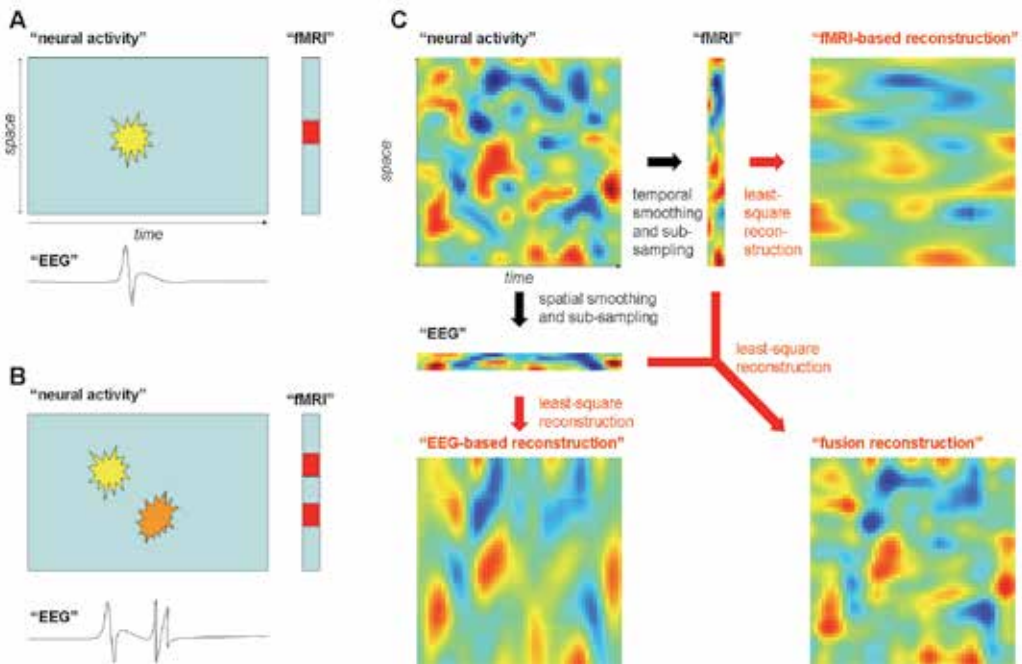 A
"neural activity"
"fMRI"
space
time
"EEG"
B
"neural activity"
"fMRI"
"EEG"
C
"neural activity"
"fMRI"
"fMRI-based reconstruction"
space
temporal
smoothing
and sub-
sampling
least-
square
recon-
struction
time
spatial smoothing
and sub-sampling
"EEG"
least-square
reconstruction
least-square
reconstruction
"EEG-based reconstruction"
"fusion reconstruction"